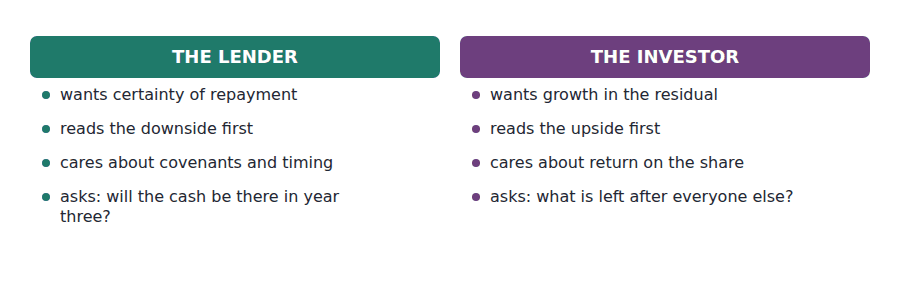 THE LENDER
wants certainty of repayment
reads the downside first
cares about covenants and timing
asks: will the cash be there in year
three?
THE INVESTOR
wants growth in the residual
reads the upside first
cares about return on the share
asks: what is left after everyone else?